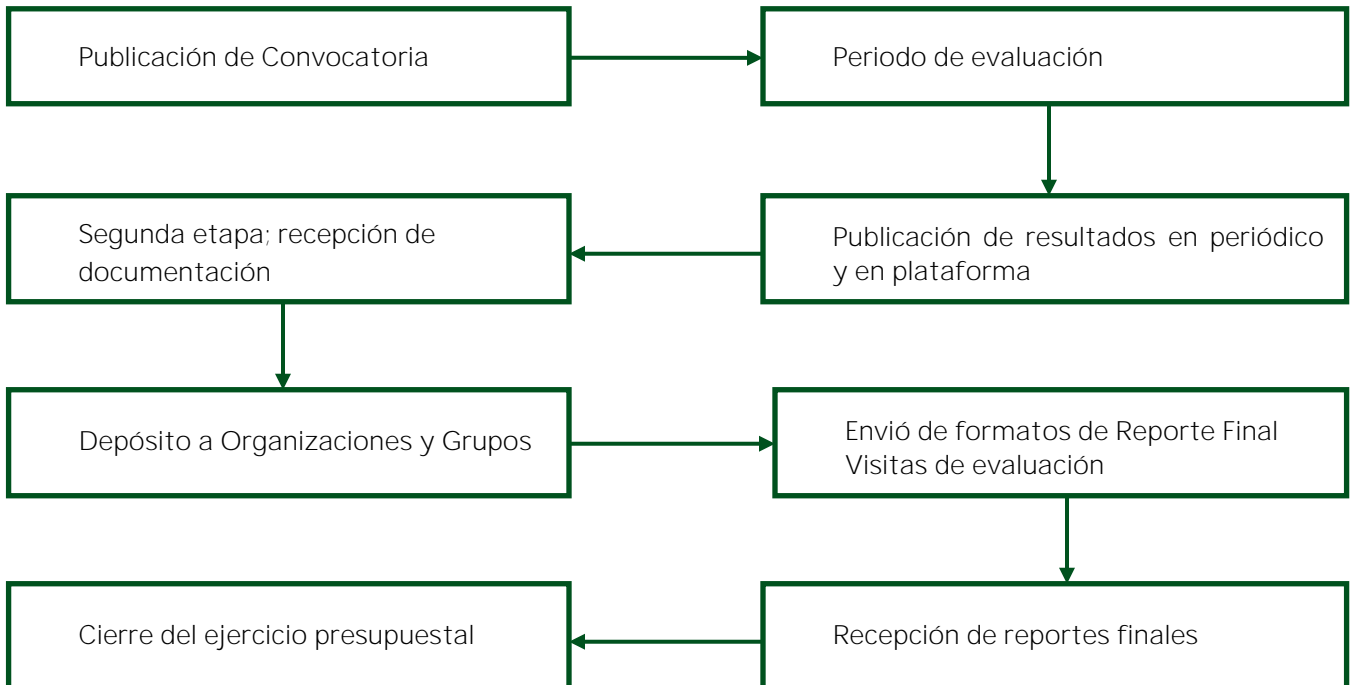 Publicación de Convocatoria
Periodo de evaluación
Publicación de resultados en periódico
y en plataforma
Segunda etapa; recepción de
documentación
Depósito a Organizaciones y Grupos
Envió de formatos de Reporte Final
Visitas de evaluación
Recepción de reportes finales
Cierre del ejercicio presupuestal